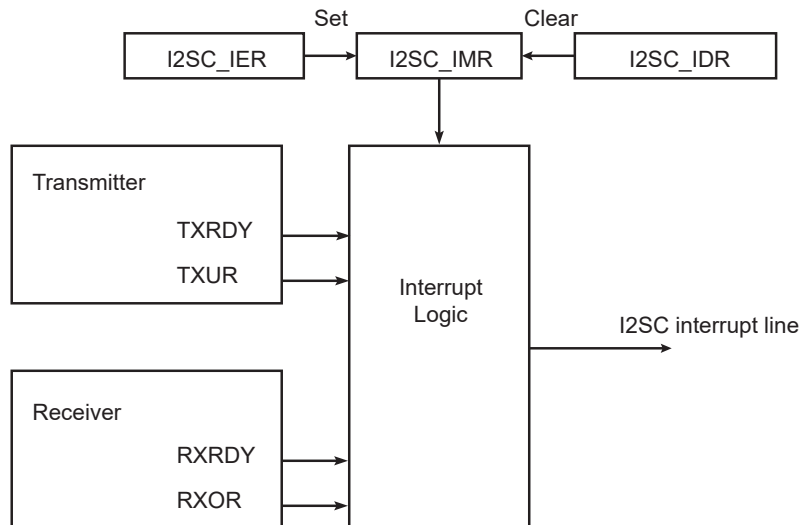 Set
Clear
I2SC_IER
I2SC_IMR
I2SC_IDR
Transmitter
TXRDY
TXUR
Interrupt
Logic
I2SC interrupt line
Receiver
RXRDY
RXOR